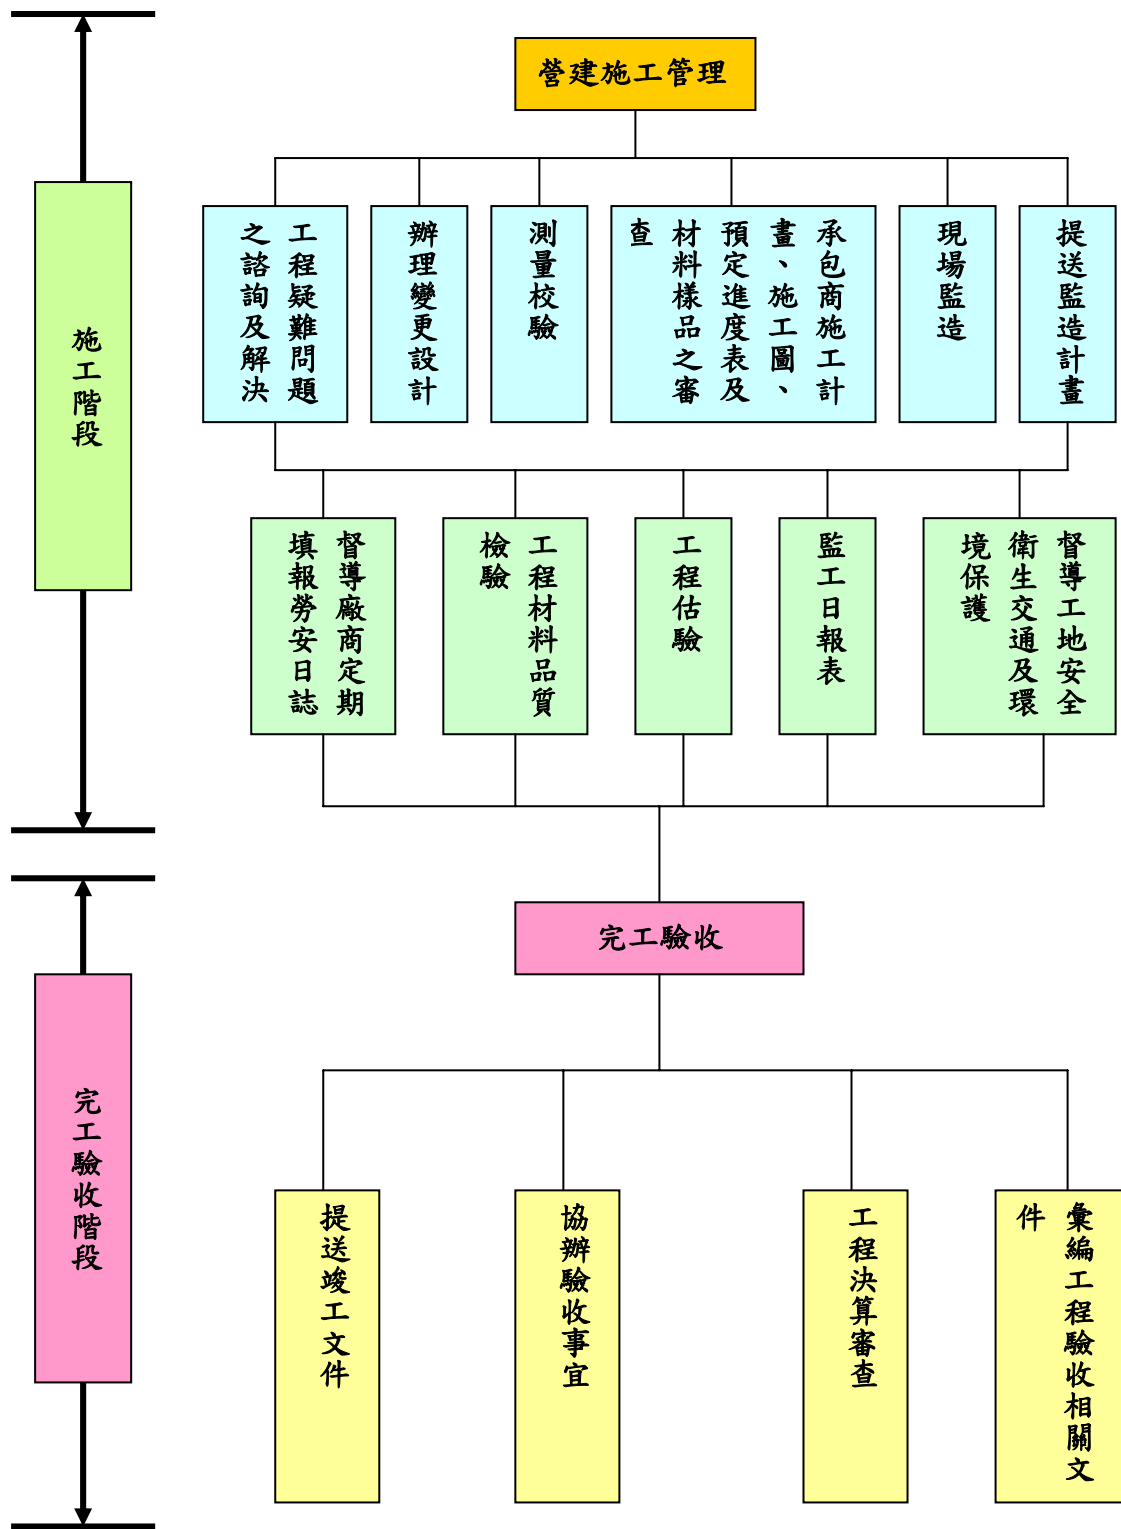 營建施工管理
施工階段
提送監造計畫
現場監造
承包商施工計
畫、施工圖、
預定進度表及
材料樣品之審
查
測量校驗
辦理變更設計
工程疑難問題
之諮詢及解決
督導工地安全
衛生交通及環
境保護
監工日報表
工程估驗
工程材料品質
檢驗
督導廠商定期
填報勞安日誌
完工驗收
完工驗收階段
彙編工程驗收相關文
件
工程決算審查
協辦驗收事宜
提送竣工文件